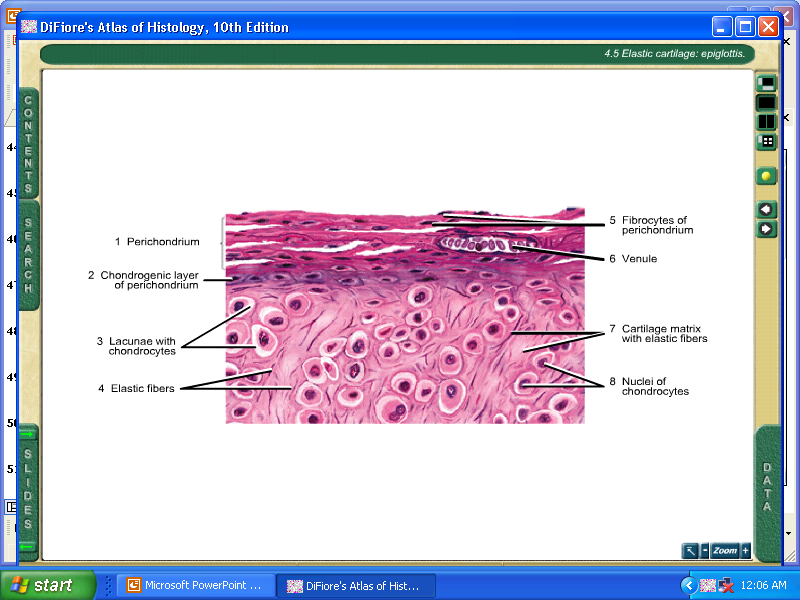 DiFiore's Atlas of Histology, 10th Edition
4.5 Elastic cartilage: epiglottis.
CONTENTS
SEARCH
SLIDES
DATA
1 Perichondrium
2 Chondrogenic layer
of perichondrium
3 Lacunae with
chondrocytes
4 Elastic fibers
5 Fibrocytes of
perichondrium
6 Venule
7 Cartilage matrix
with elastic fibers
8 Nuclei of
chondrocytes
- Zoom +
start
Microsoft PowerPoint ...
DiFiore's Atlas of Hist...
12:06 AM